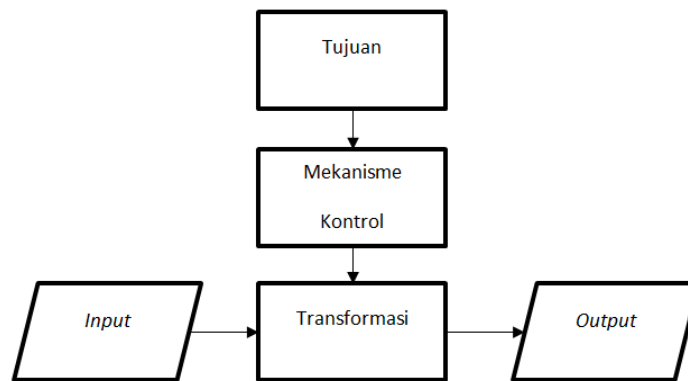 Tujuan
Mekanisme
Kontrol
Input
Transformasi
Output